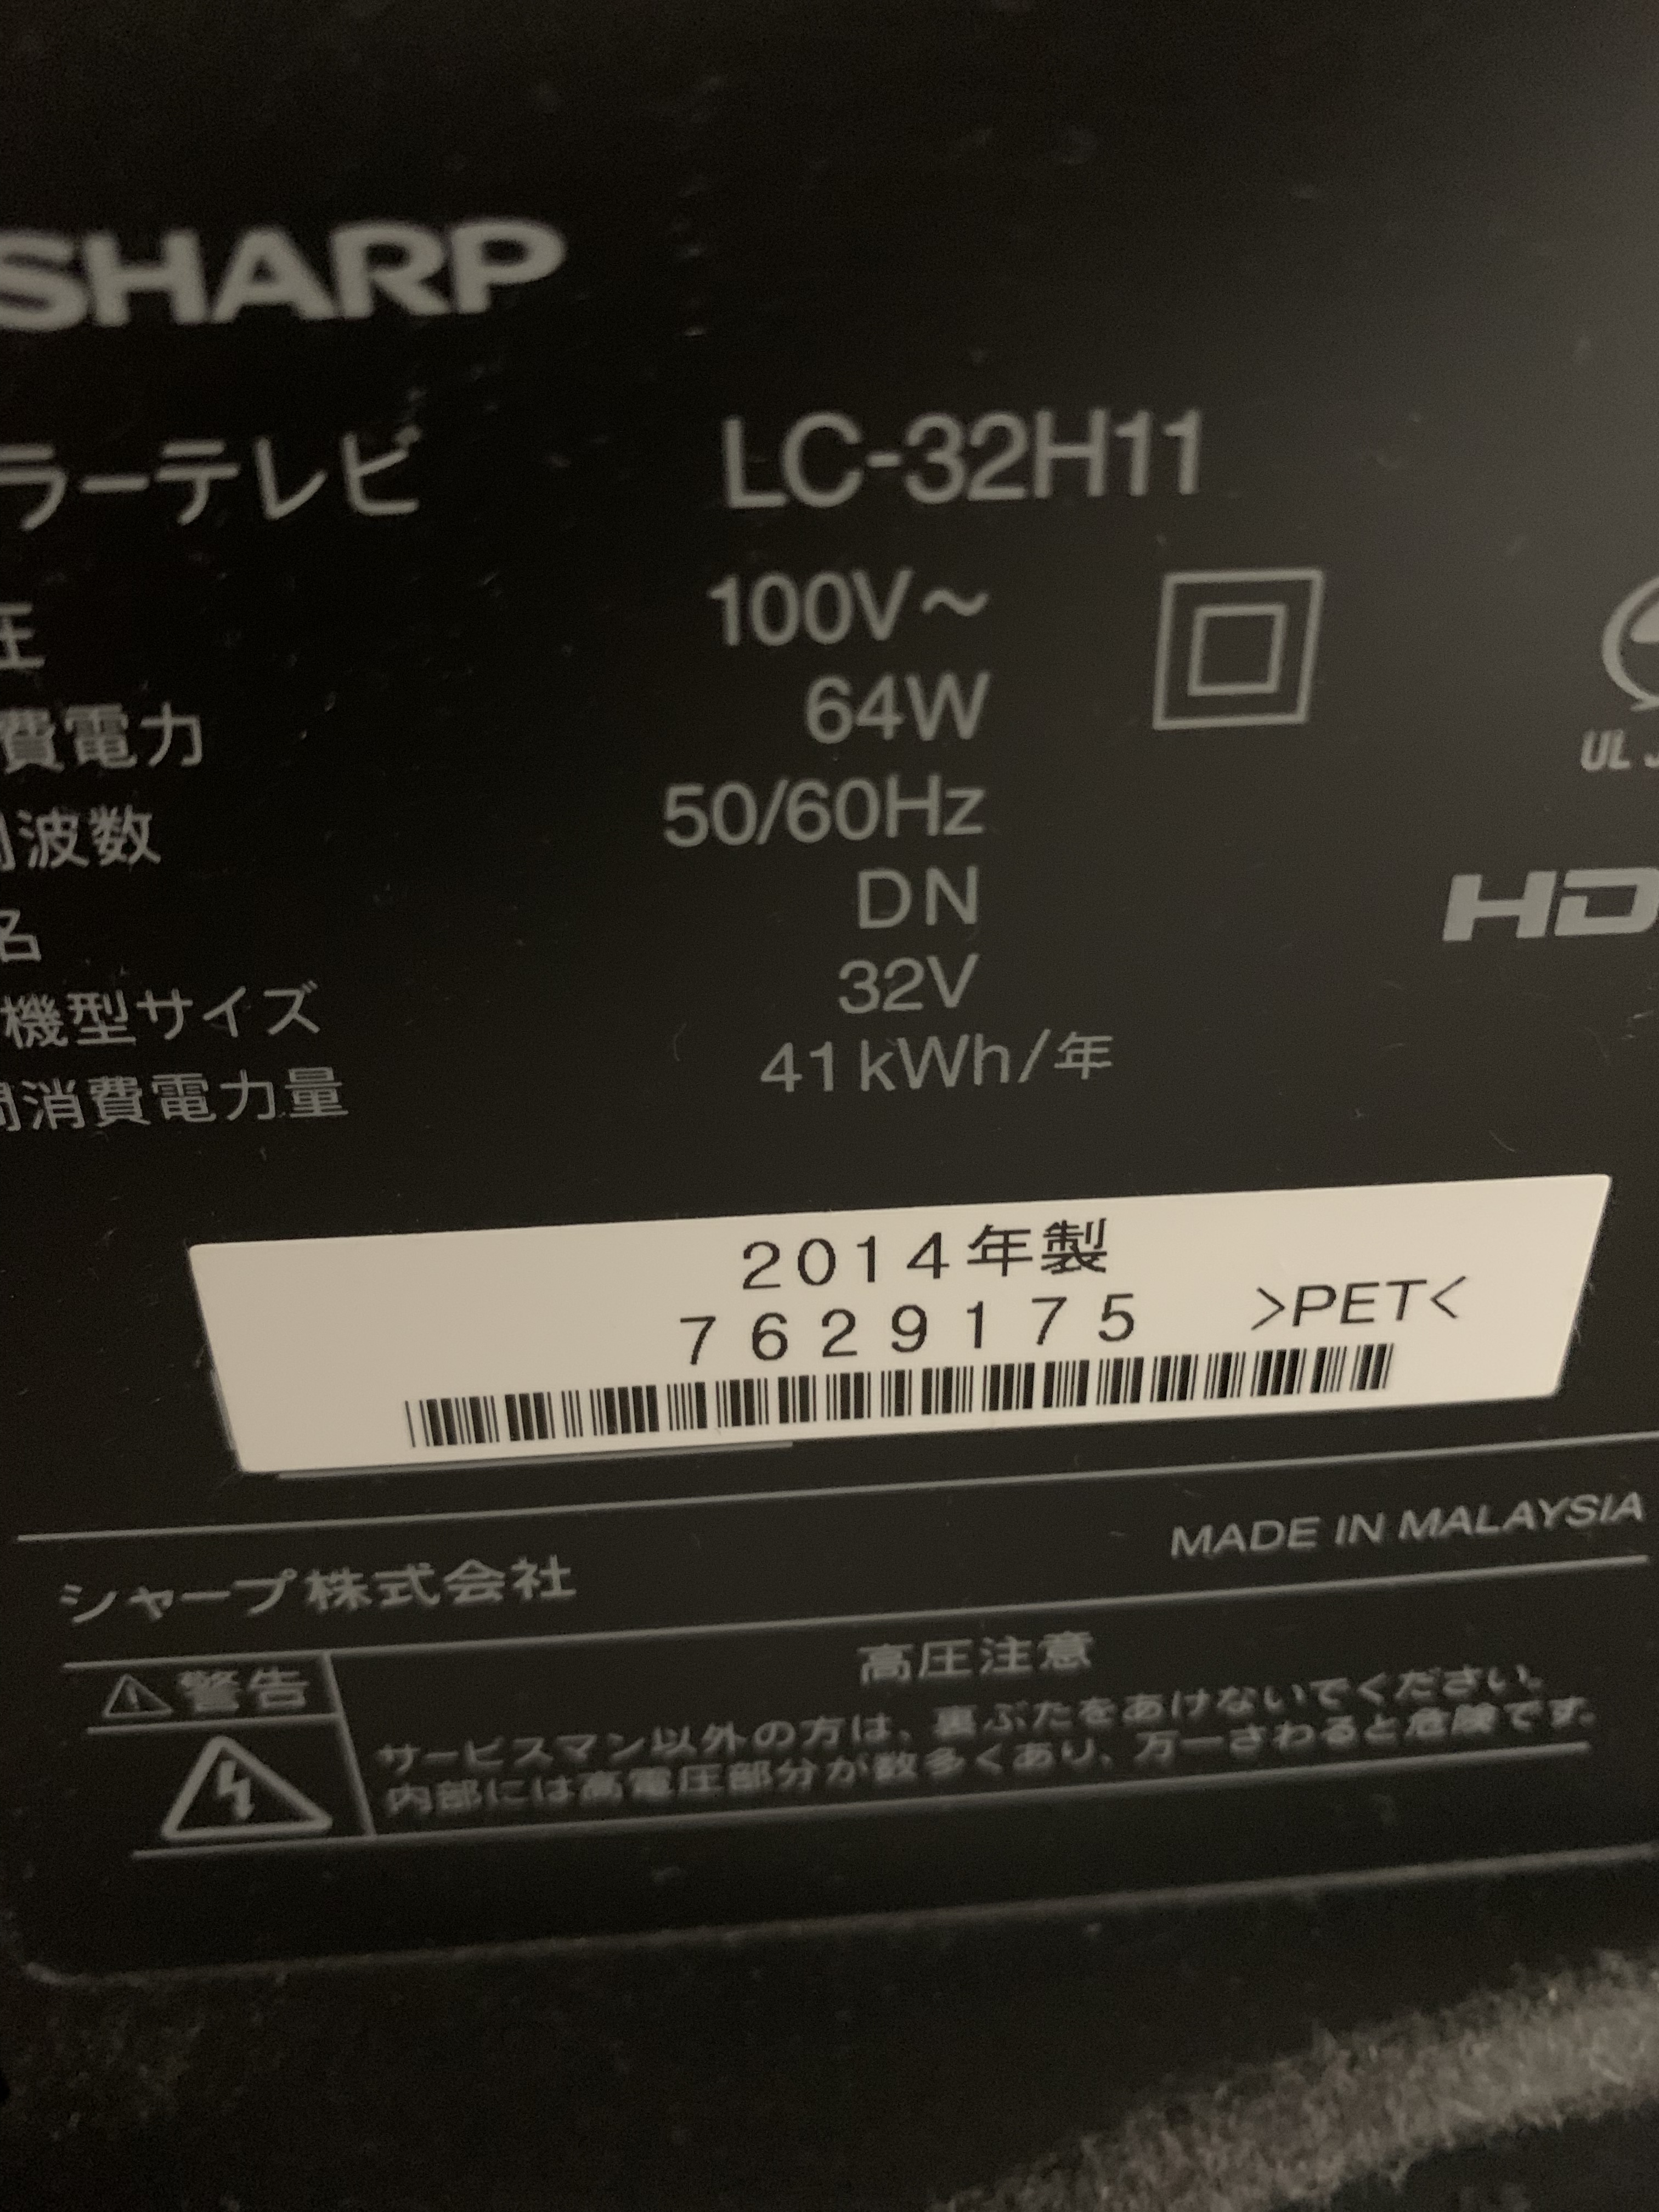 SHARP
ラーテレビ LC-32H11
圧 100V~
費電力 64W
波数 50/60Hz
名 DN
機型サイズ 32V
間消費電力量 41kWh/年
UL
HD
2014年製
7629175 >PET<
MADE IN MALAYSIA
シャープ株式会社
⚠警告
高圧注意
サービスマン以外の方は、裏ぶたをあけないでください。
内部には高電圧部分が数多くあり、万一さわると危険です。